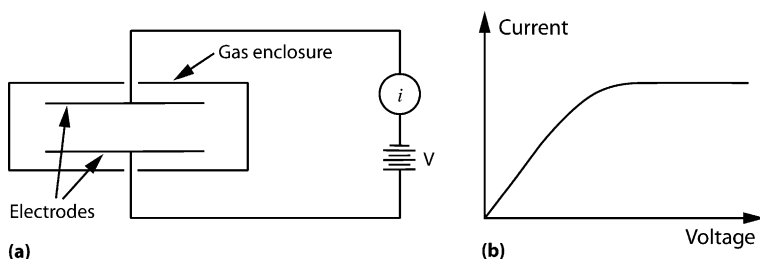 Gas enclosure
i
V
Electrodes
(a)
Current
Voltage
(b)